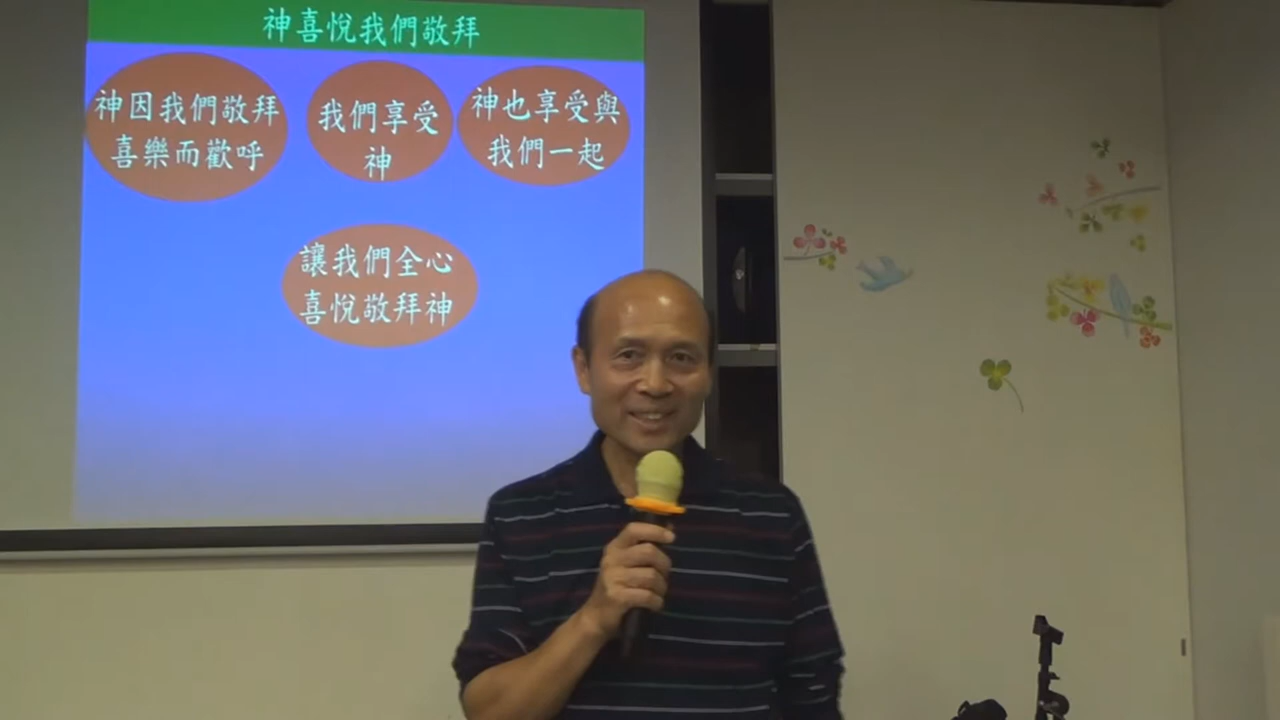 神喜悅我們敬拜
神因我們敬拜
喜樂而歡呼
我們享受
神
神也享受與
我們一起
讓我們全心
喜悅敬拜神